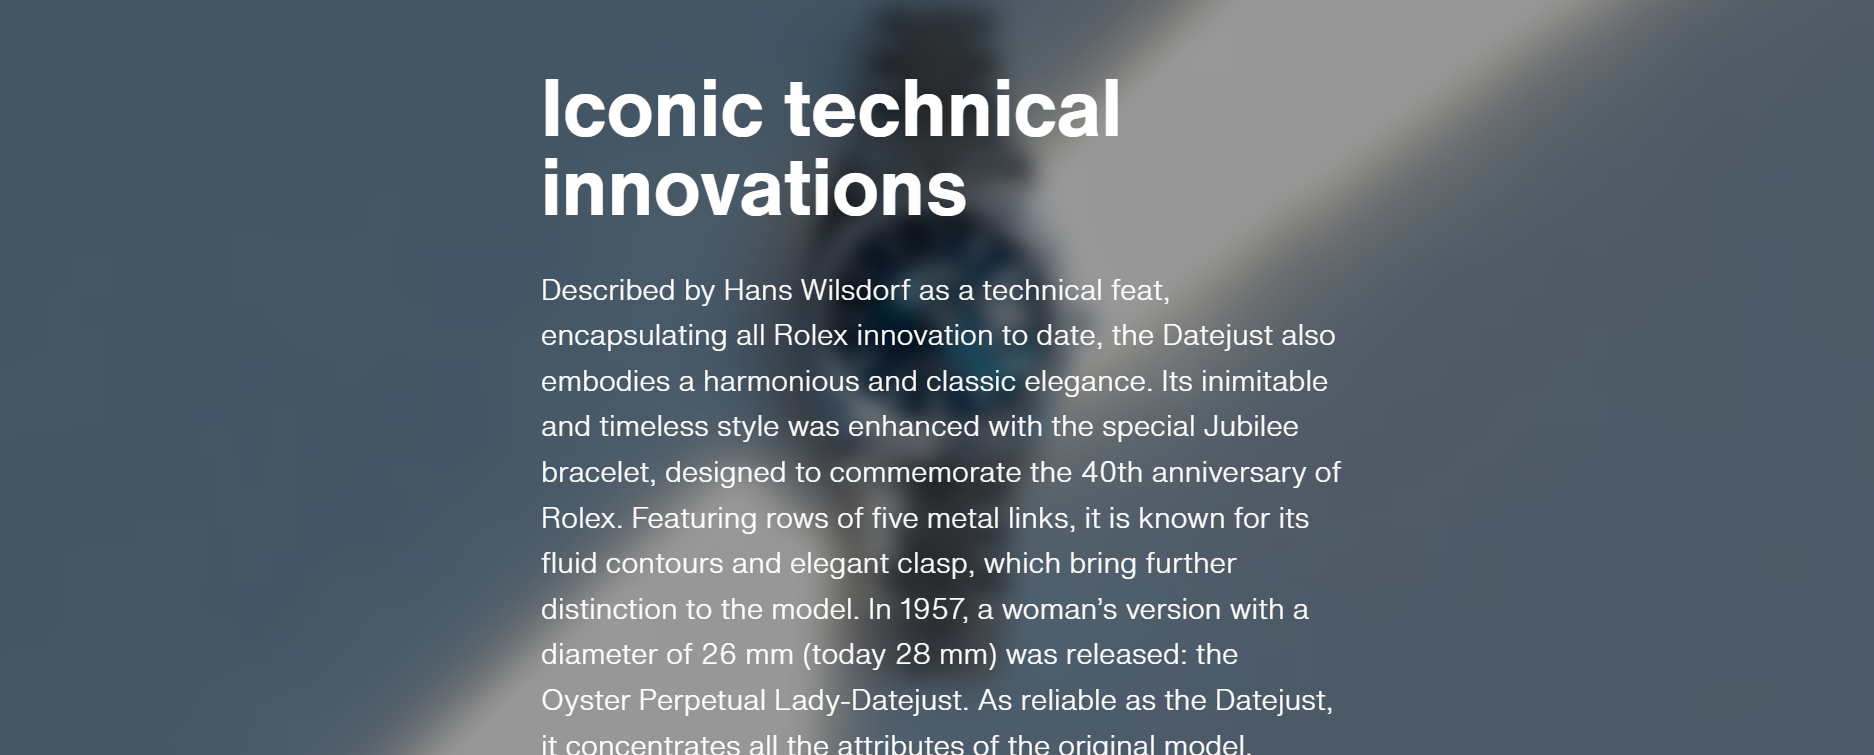 Iconic technical
innovations
Described by Hans Wilsdorf as a technical feat,
encapsulating all Rolex innovation to date, the Datejust also
embodies a harmonious and classic elegance. Its inimitable
and timeless style was enhanced with the special Jubilee
bracelet, designed to commemorate the 40th anniversary of
Rolex. Featuring rows of five metal links, it is known for its
fluid contours and elegant clasp, which bring further
distinction to the model. In 1957, a woman’s version with a
diameter of 26 mm (today 28 mm) was released: the
Oyster Perpetual Lady-Datejust. As reliable as the Datejust,
it concentrates all the attributes of the original model.